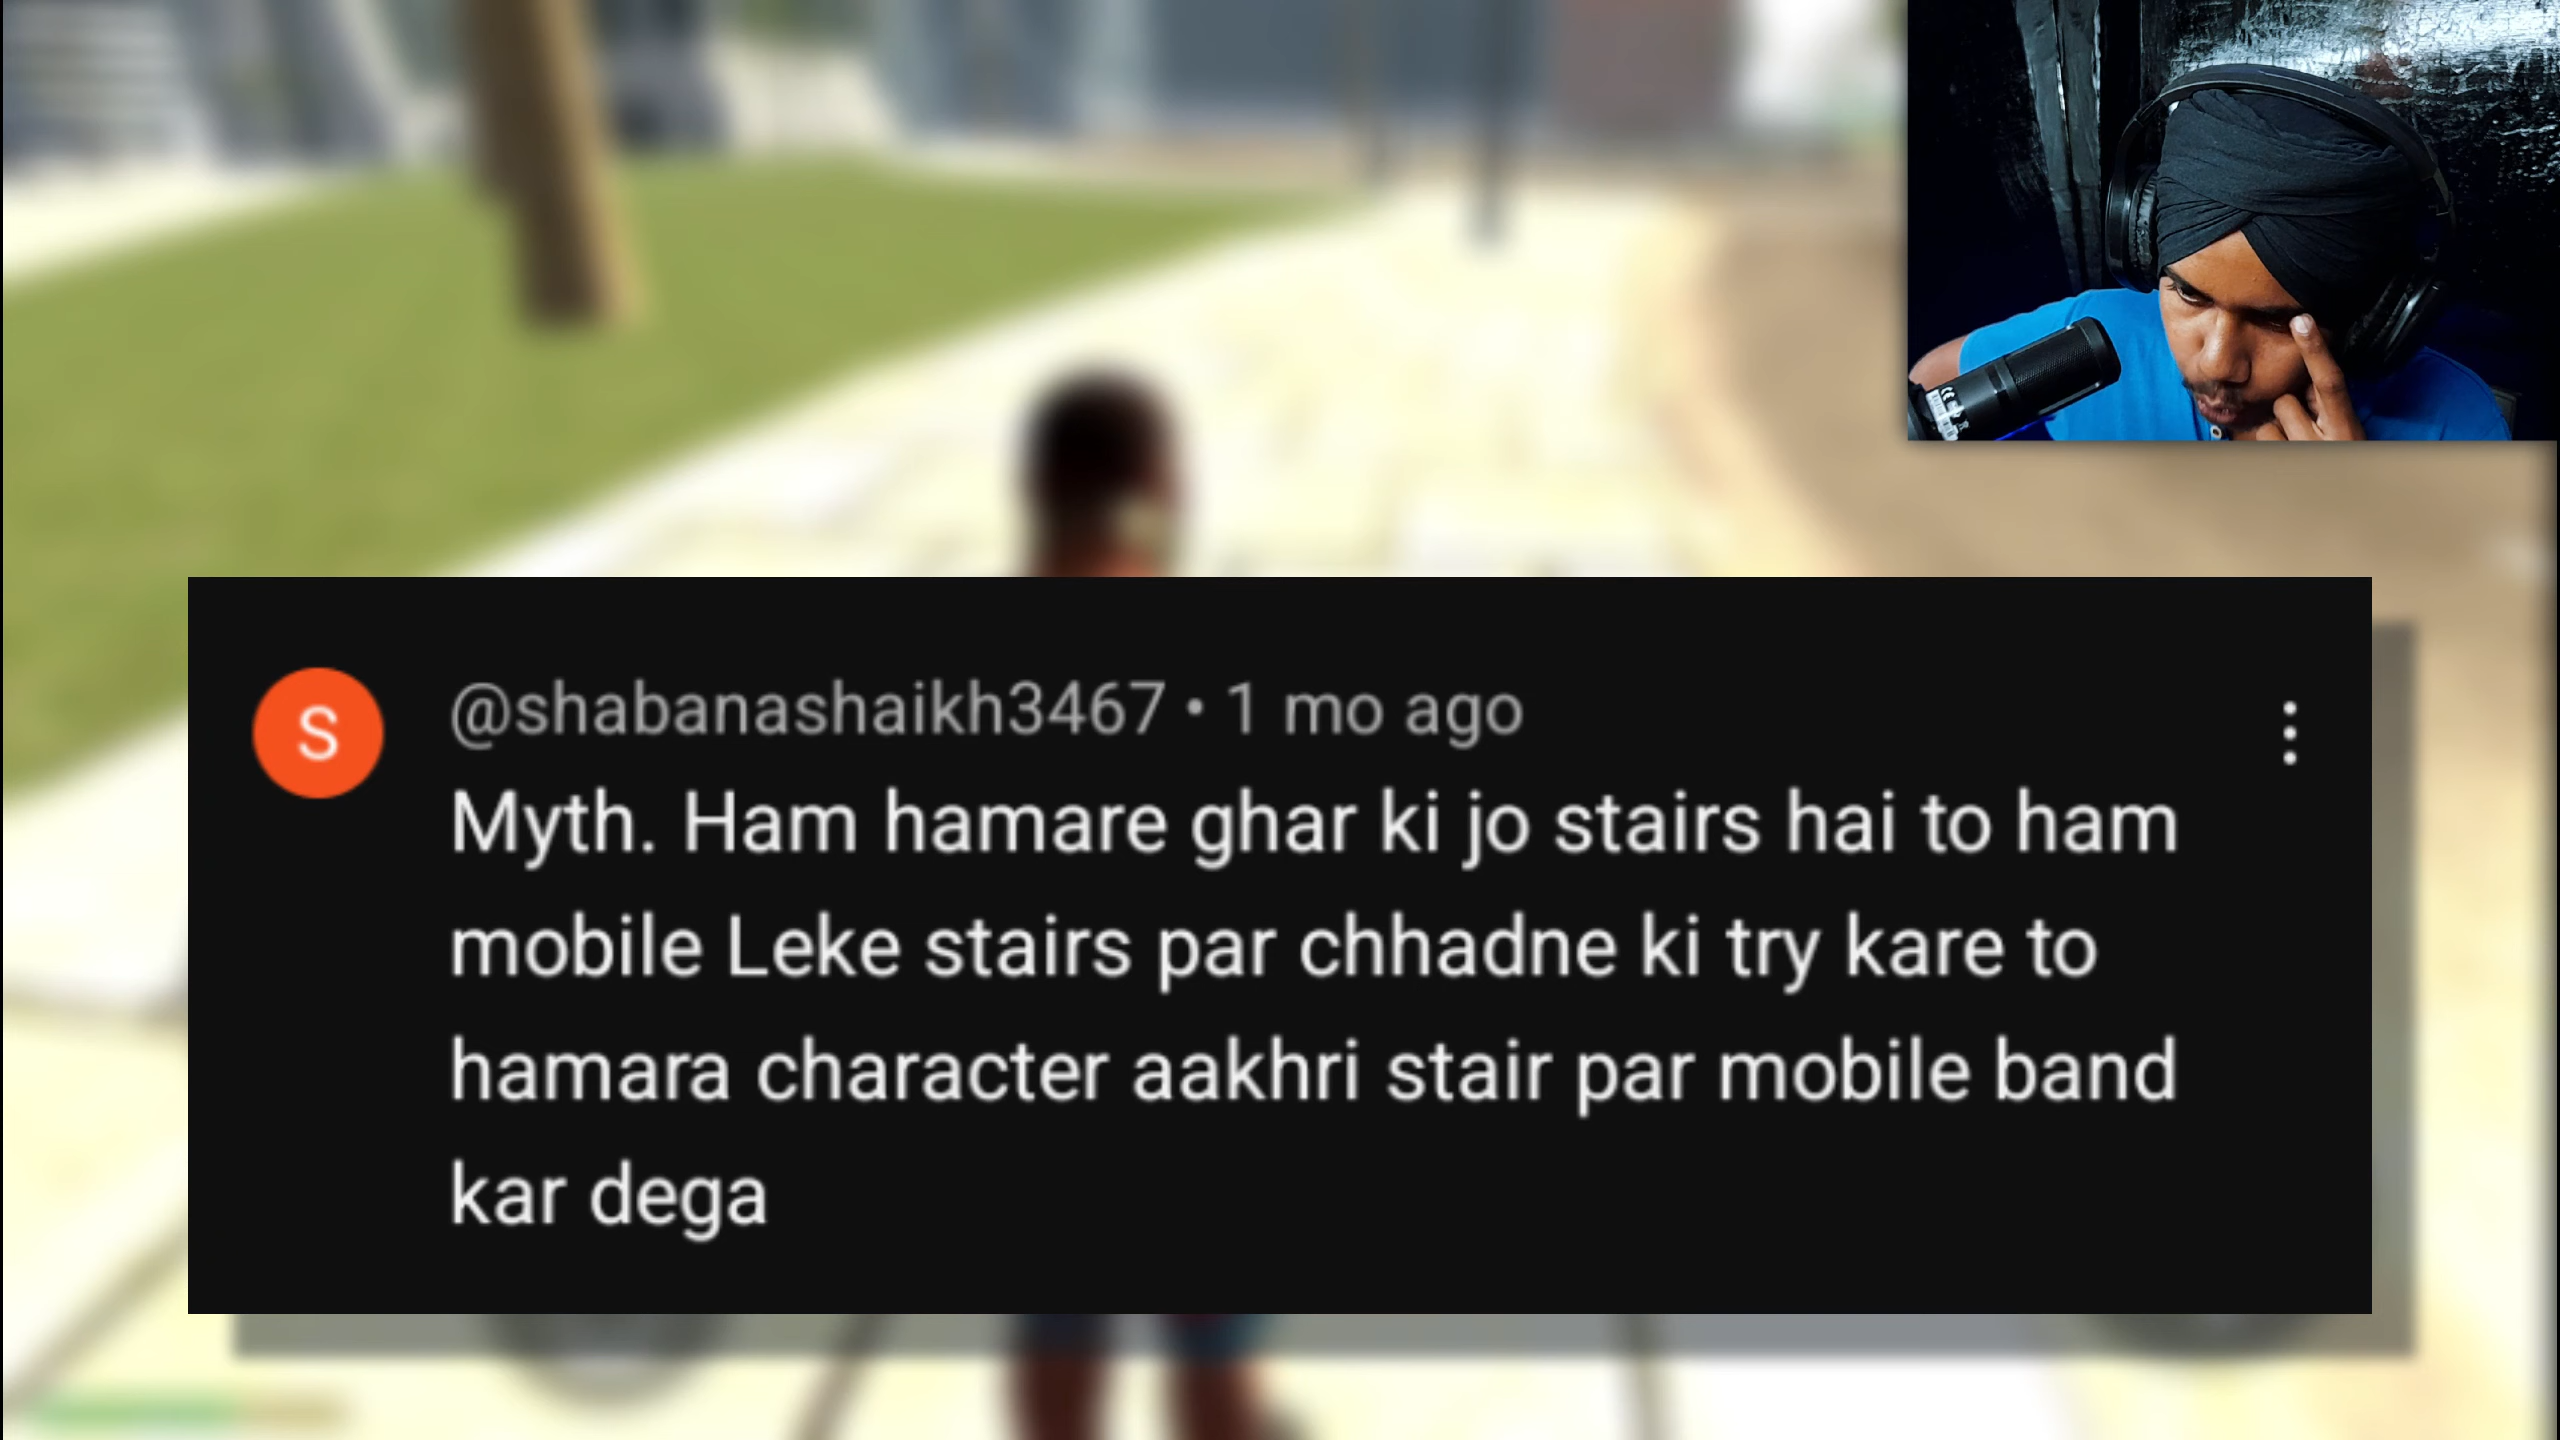 S
@shabanashaikh3467 • 1 mo ago
Myth. Ham hamare ghar ki jo stairs hai to ham
mobile Leke stairs par chhadne ki try kare to
hamara character aakhri stair par mobile band
kar dega